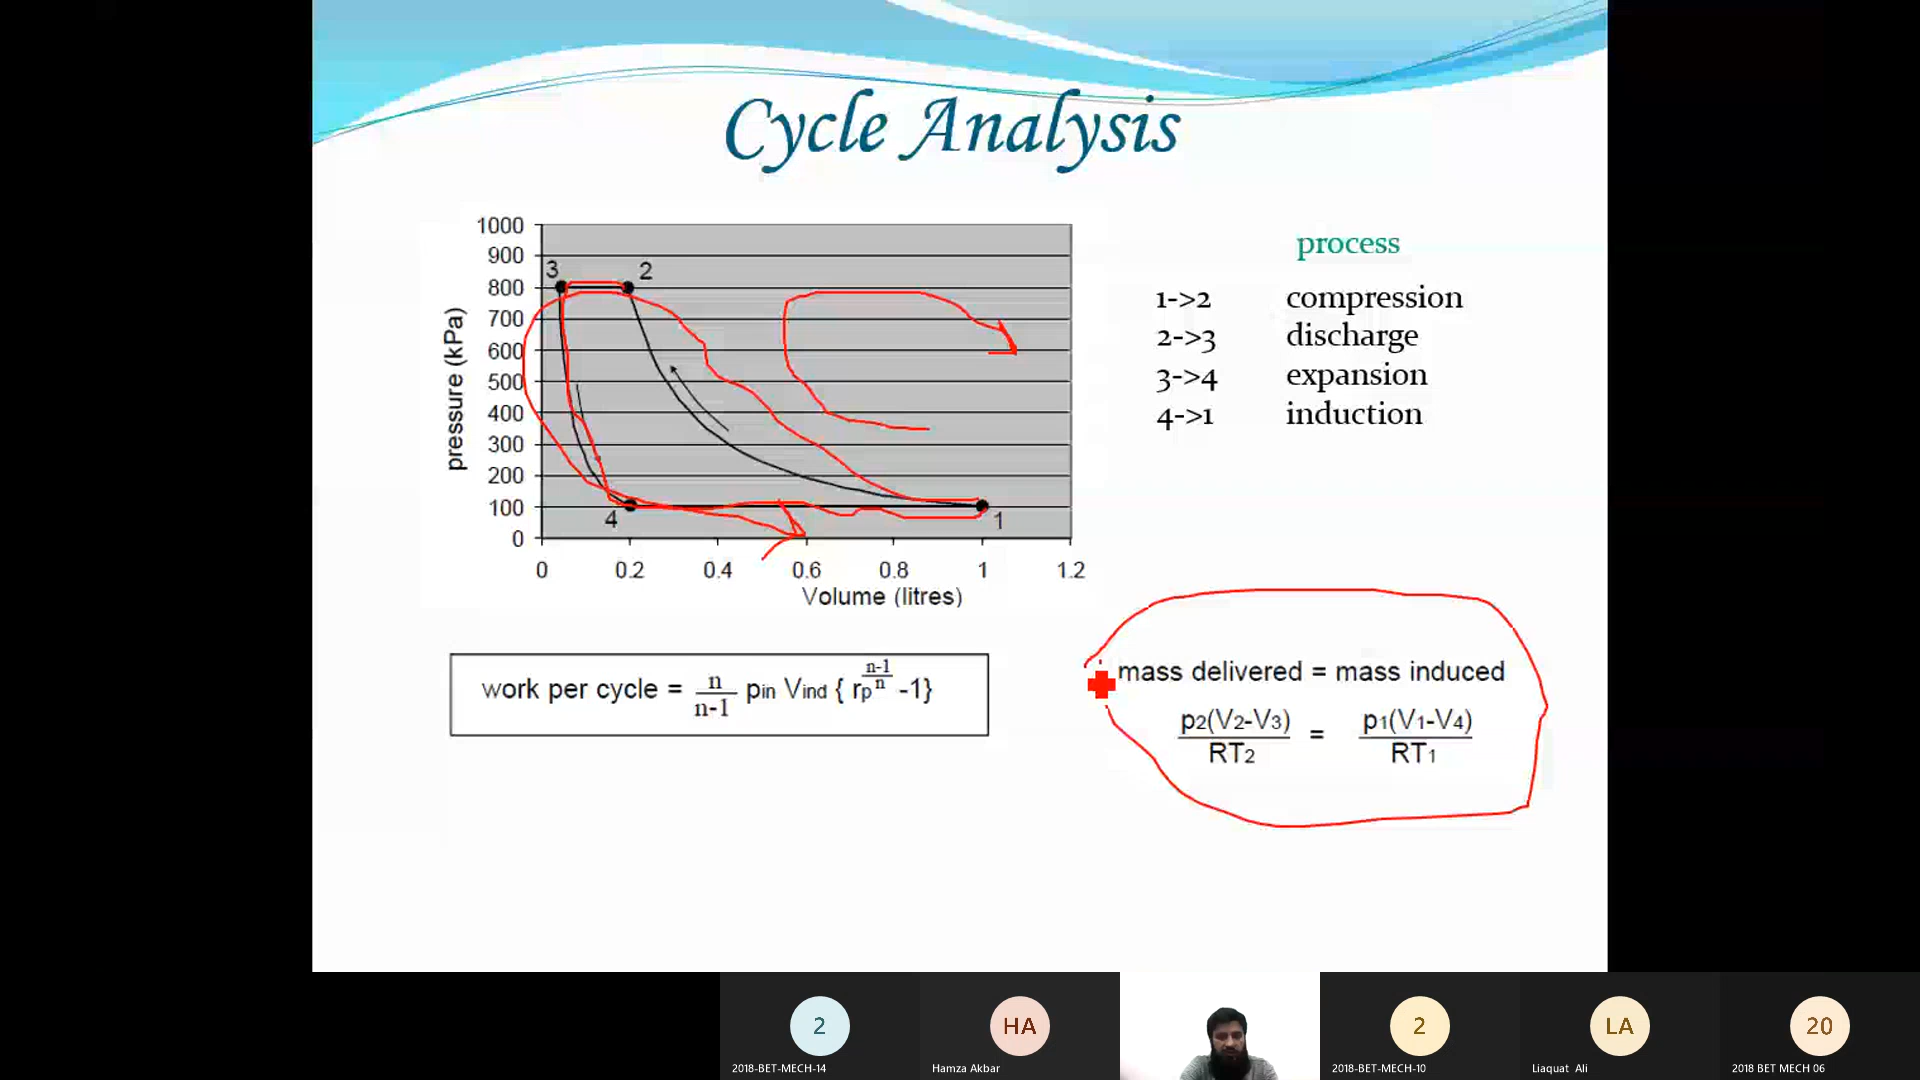 Cycle Analysis
1000
900
800
700
600
500
400
300
200
100
0
pressure (kPa)
3
2
4
1
0 0.2 0.4 0.6 0.8 1 1.2
Volume (litres)
process
1->2 compression
2->3 discharge
3->4 expansion
4->1 induction
work per cycle = n/n-1 pin Vind { rp^n-1/n -1}
mass delivered = mass induced
p2(V2-V3)/RT2 = p1(V1-V4)/RT1
2 HA 2 LA 20
2018-BET-MECH-14 Hamza Akbar 2018-BET-MECH-10 Liaquat Ali 2018 BET MECH 06